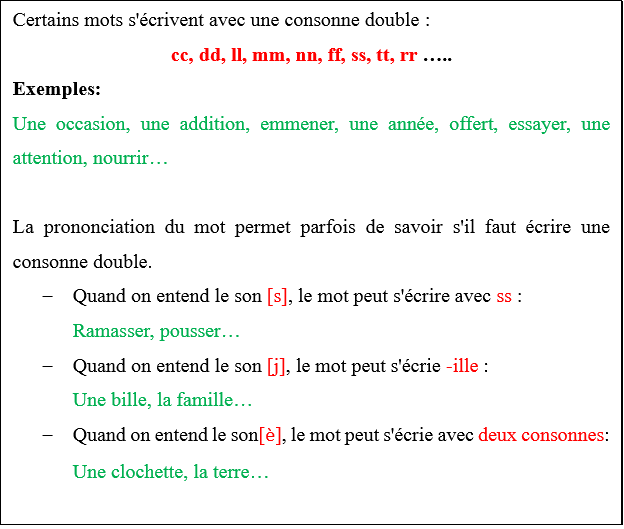 Certains mots s'écrivent avec une consonne double :
cc, dd, ll, mm, nn, ff, ss, tt, rr …..
Exemples:
Une occasion, une addition, emmener, une année, offert, essayer, une
attention, nourrir…
La prononciation du mot permet parfois de savoir s'il faut écrire une
consonne double.
− Quand on entend le son [s], le mot peut s'écrire avec ss :
Ramasser, pousser…
− Quand on entend le son [j], le mot peut s'écrie -ille :
Une bille, la famille…
− Quand on entend le son[è], le mot peut s'écrie avec deux consonnes:
Une clochette, la terre…